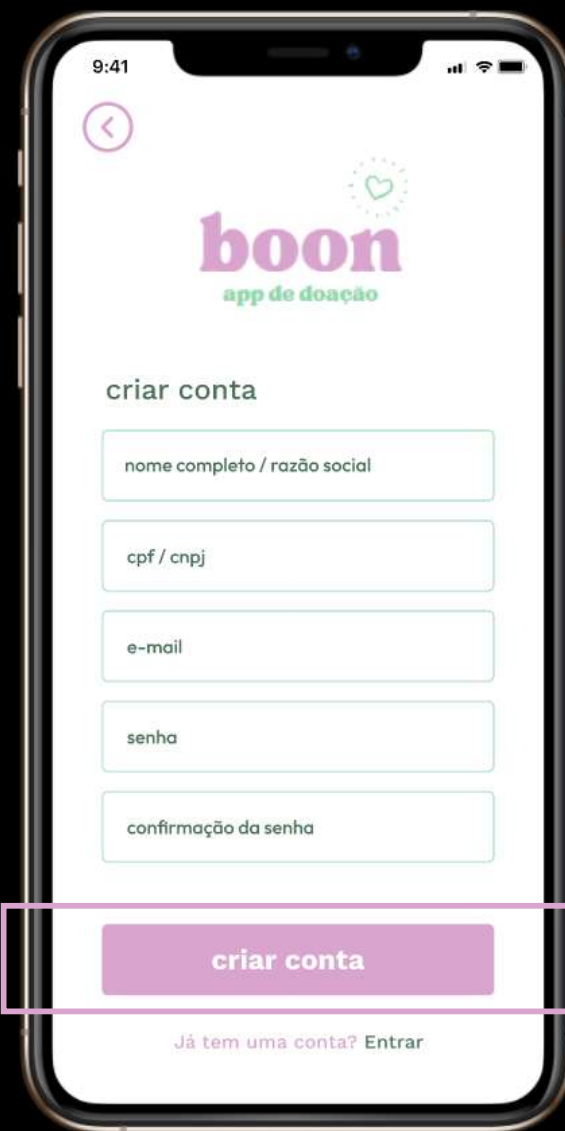 9:41
boon
app de doação
criar conta
nome completo / razão social
cpf / cnpj
e-mail
senha
confirmação da senha
criar conta
Já tem uma conta? Entrar